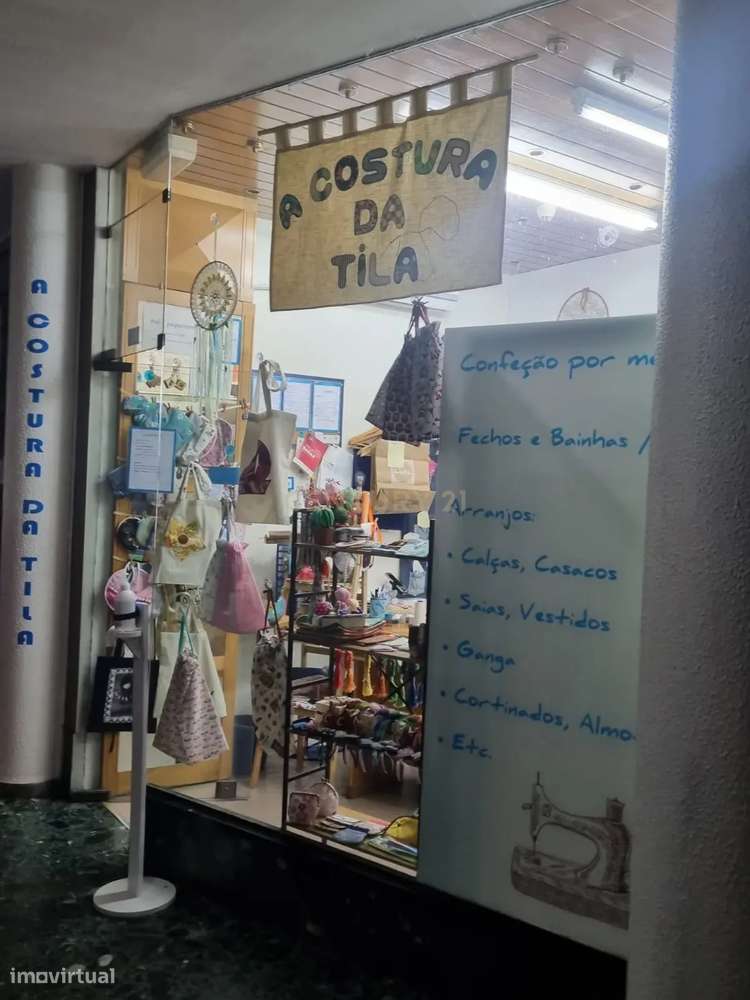 A COSTURA
DA
TILA
A COSTURA DA TILA
Confeção por me
Fechos e Bainhas /
Arranjos:
• Calças, Casacos
• Saias, Vestidos
• Ganga
• Cortinados, Almo
• Etc.
21
imovirtual